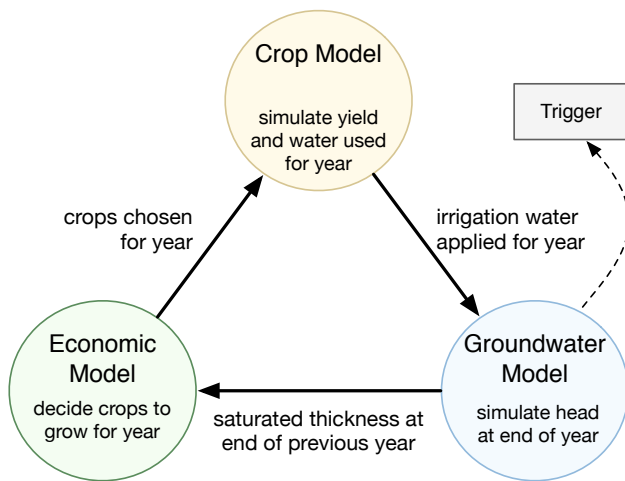 Crop Model
simulate yield
and water used
for year
Trigger
crops chosen
for year
irrigation water
applied for year
Economic
Model
decide crops to
grow for year
saturated thickness at
end of previous year
Groundwater
Model
simulate head
at end of year